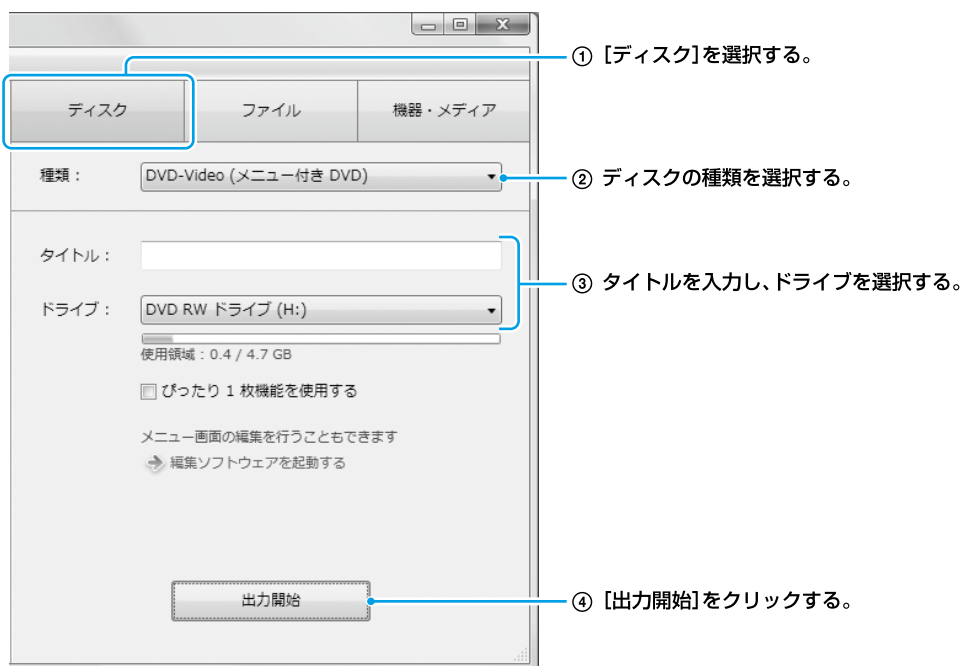 ① [ディスク]を選択する。
ディスク
ファイル
機器・メディア
種類：
DVD-Video (メニュー付き DVD)
② ディスクの種類を選択する。
タイトル：
③ タイトルを入力し、ドライブを選択する。
ドライブ：
DVD RW ドライブ (H:)
使用領域：0.4 / 4.7 GB
ぴったり 1 枚機能を使用する
メニュー画面の編集を行うこともできます
編集ソフトウェアを起動する
出力開始
④ [出力開始]をクリックする。